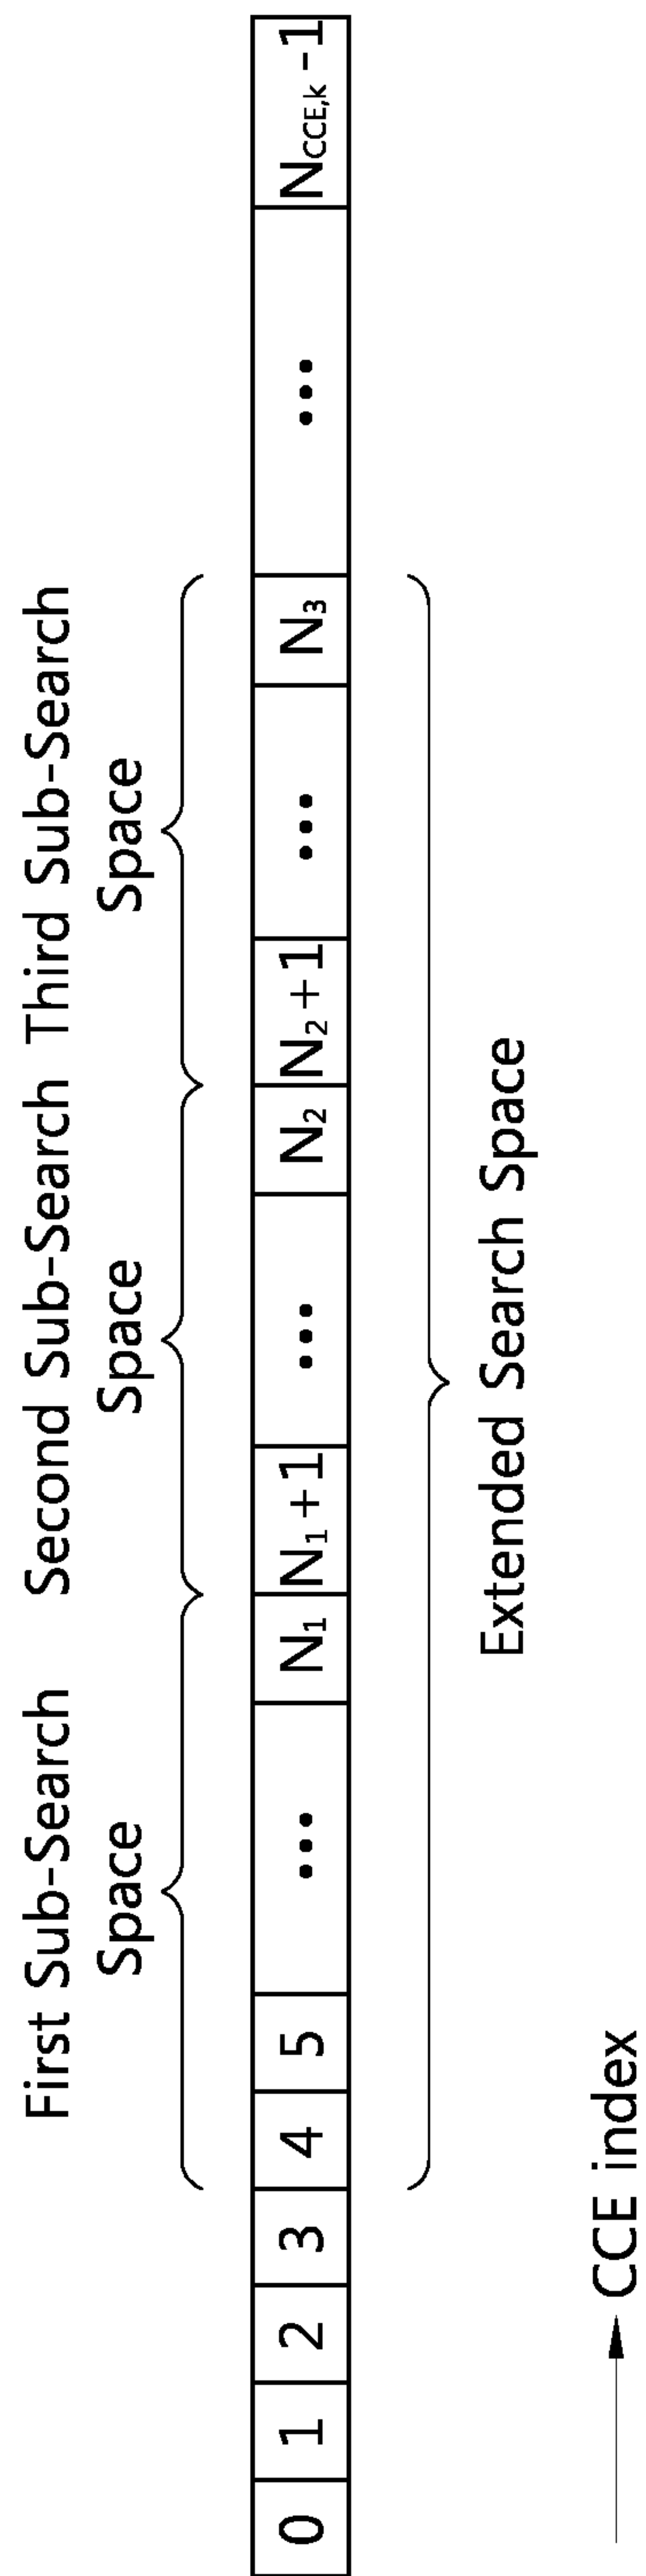 First Sub-Search
Space
Second Sub-Search
Space
Third Sub-Search
Space
0 1 2 3 4 5 ••• N₁ N₁+1 ••• N₂ N₂+1 ••• N₃ ••• N_CCE,k -1
Extended Search Space
CCE index